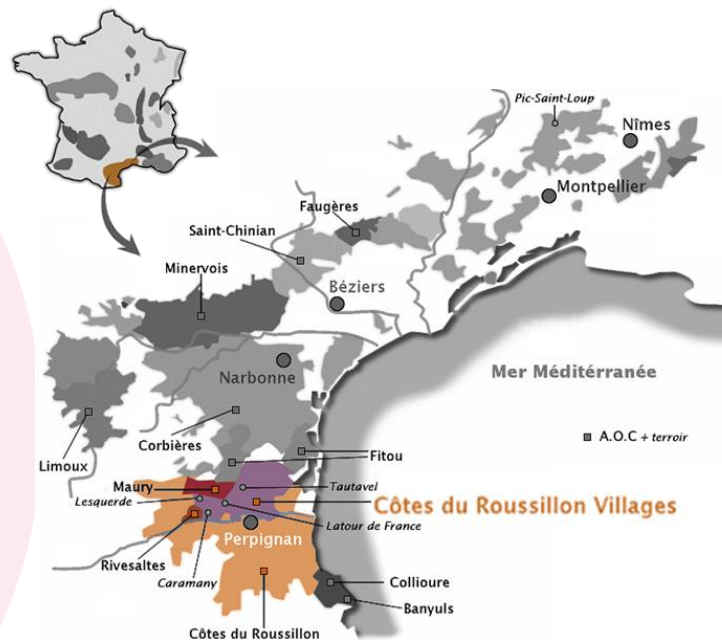 Pic-Saint-Loup
Nîmes
Montpellier
Faugères
Saint-Chinian
Minervois
Béziers
Narbonne
Mer Méditérranée
Limoux
Corbières
A.O.C + terroir
Fitou
Maury
Tautavel
Lesquerde
Côtes du Roussillon Villages
Latour de France
Perpignan
Rivesaltes
Caramany
Collioure
Banyuls
Côtes du Roussillon